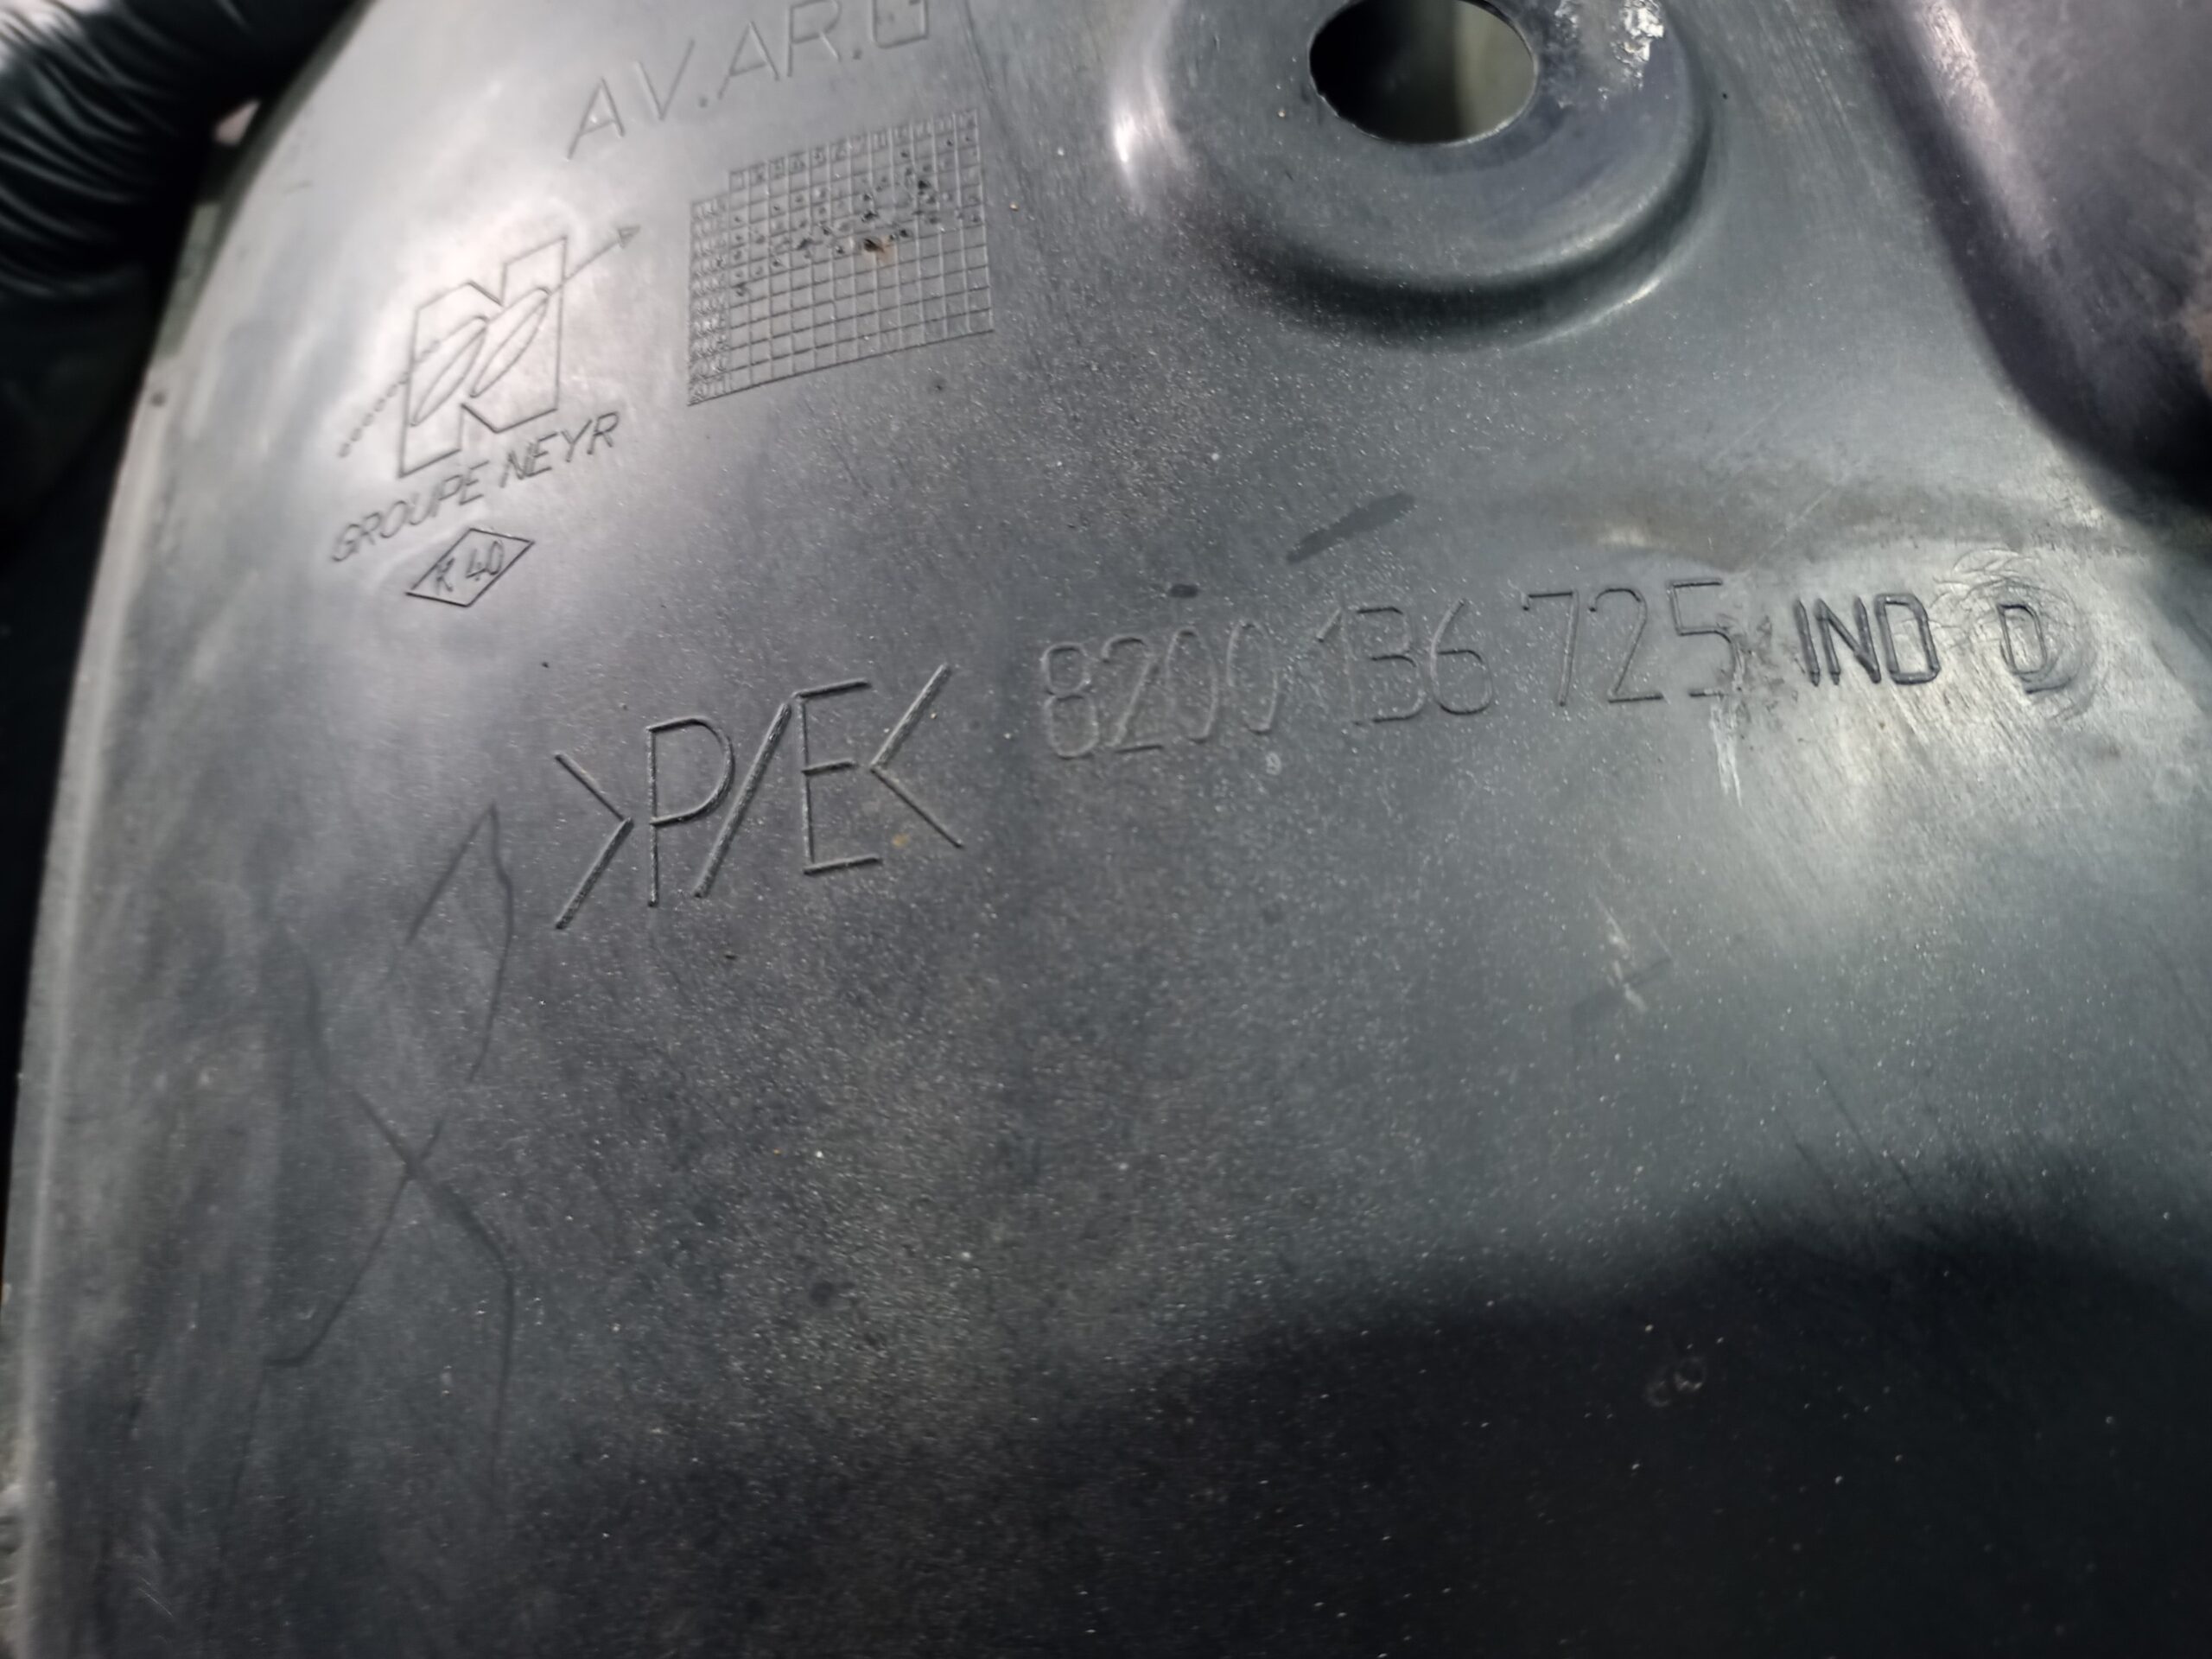 AV.AR.G
GROUPE NEYR
R 40
>P/E<
8200 136 725 IND D